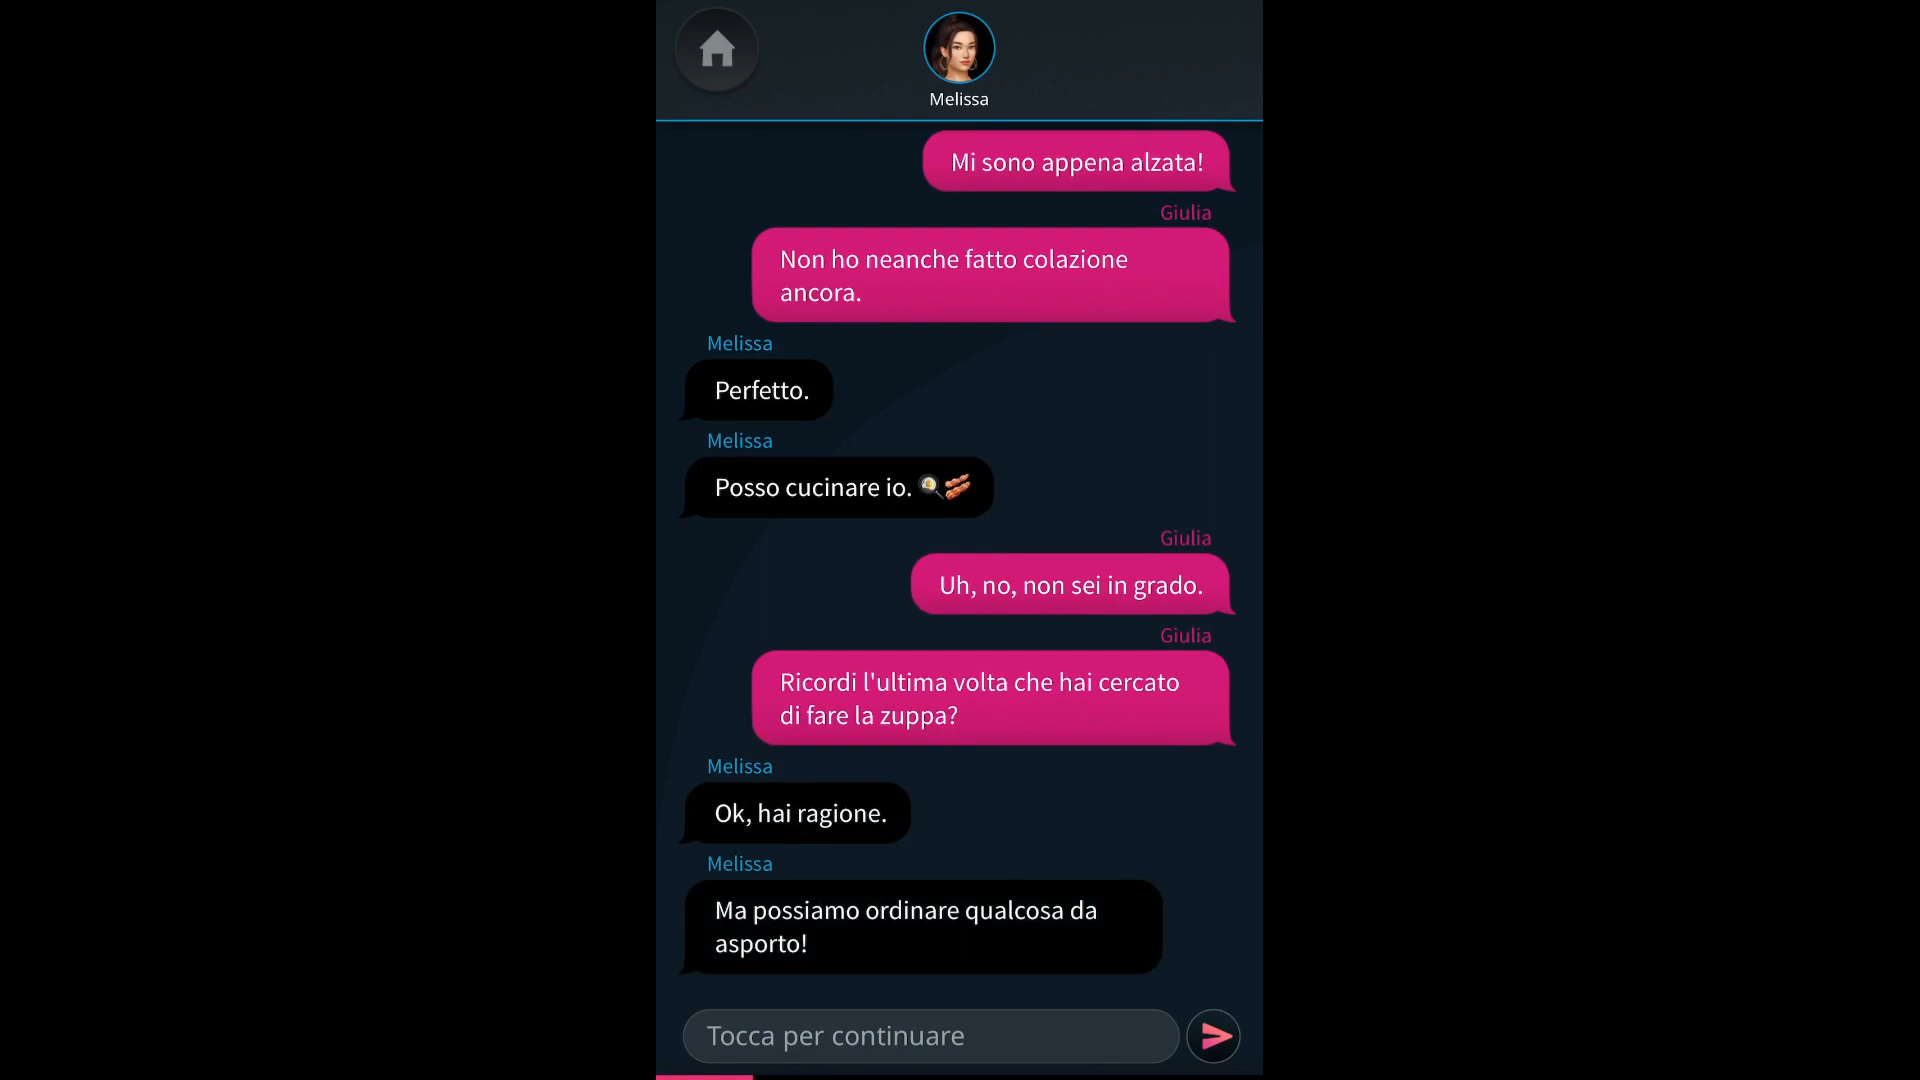 Melissa
Mi sono appena alzata!
Giulia
Non ho neanche fatto colazione
ancora.
Melissa
Perfetto.
Melissa
Posso cucinare io. 🍳🥓
Giulia
Uh, no, non sei in grado.
Giulia
Ricordi l'ultima volta che hai cercato
di fare la zuppa?
Melissa
Ok, hai ragione.
Melissa
Ma possiamo ordinare qualcosa da
asporto!
Tocca per continuare